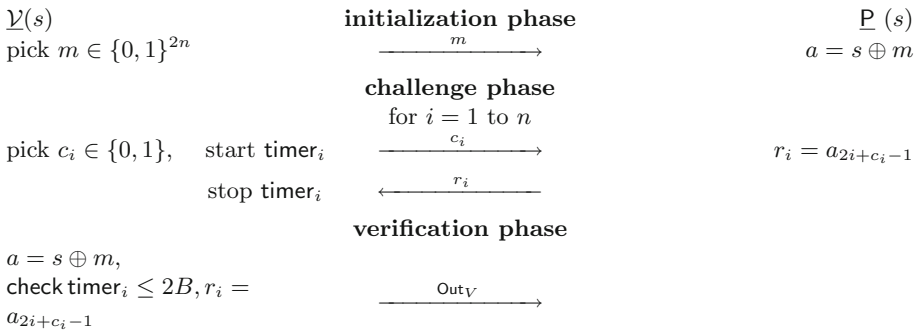 V(s) initialization phase P (s)
pick m ∈ {0, 1}^{2n} m a = s ⊕ m
challenge phase
for i = 1 to n
pick c_i ∈ {0, 1}, start timer_i c_i r_i = a_{2i+c_i−1}
stop timer_i r_i
verification phase
a = s ⊕ m,
check timer_i ≤ 2B, r_i = Out_V
a_{2i+c_i−1}